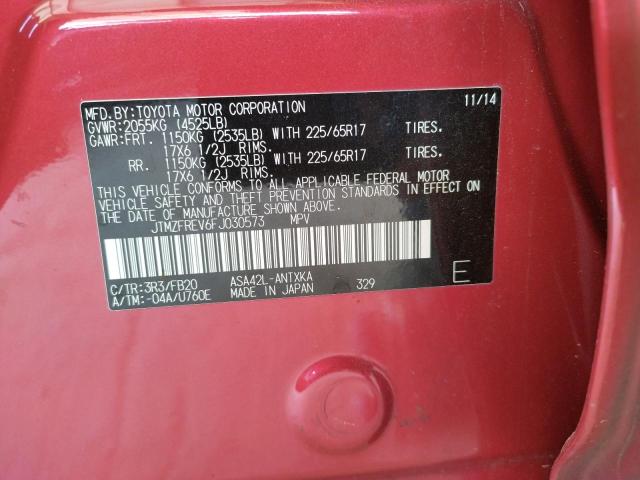 MFD.BY:TOYOTA MOTOR CORPORATION 11/14
GVWR:2055KG (4525LB)
GAWR:FRT. 1150KG (2535LB) WITH 225/65R17 TIRES.
17X6 1/2J RIMS.
RR. 1150KG (2535LB) WITH 225/65R17 TIRES.
17X6 1/2J RIMS.
THIS VEHICLE CONFORMS TO ALL APPLICABLE FEDERAL MOTOR
VEHICLE SAFETY AND THEFT PREVENTION STANDARDS IN EFFECT ON
THE DATE OF MANUFACTURE SHOWN ABOVE.
JTMZFREV6FJ030573 MPV
C/TR:3R3/FB20 ASA42L-ANTXKA E
A/TM:-04A/U760E MADE IN JAPAN 329